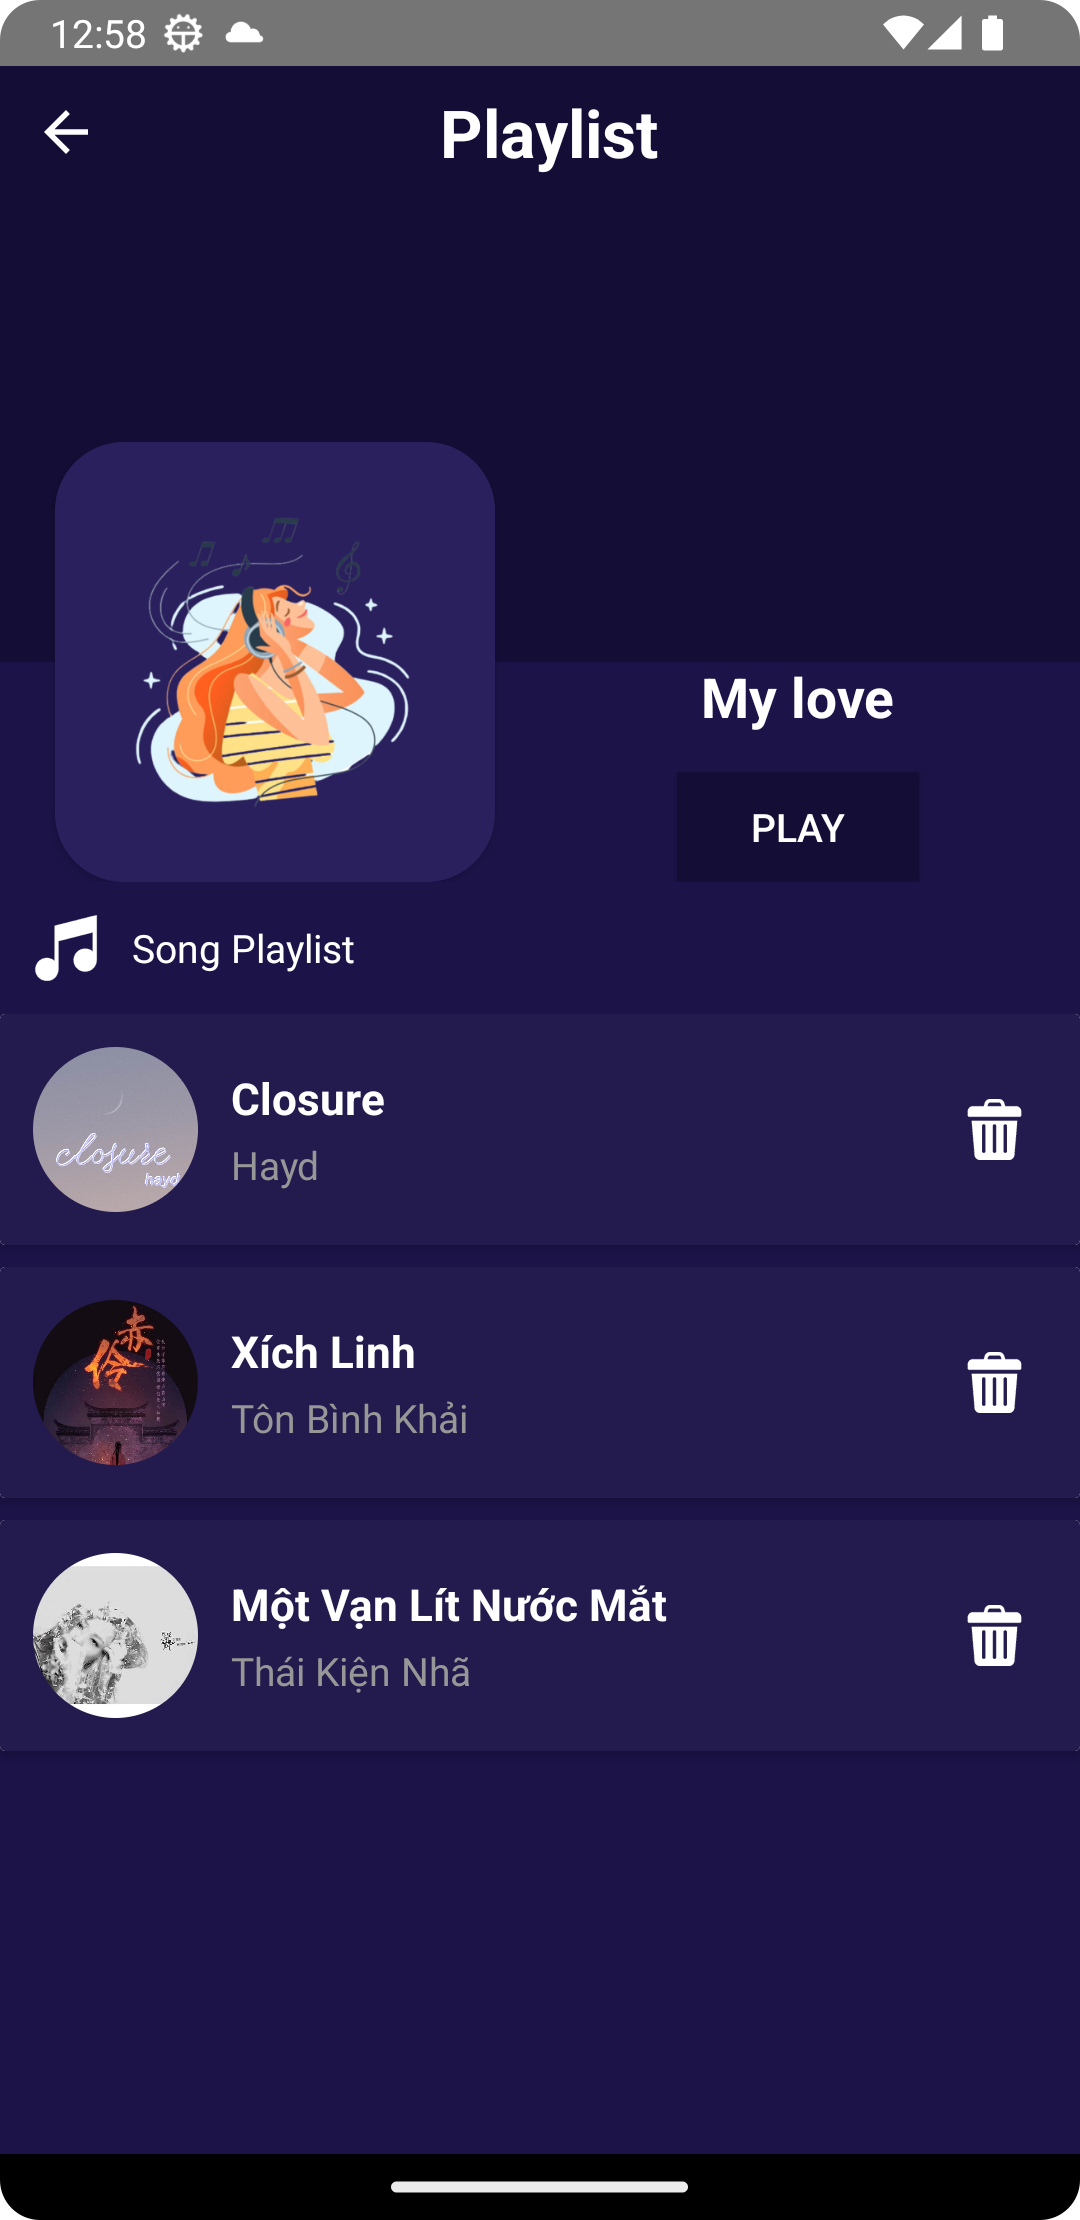 12:58
Playlist
My love
PLAY
Song Playlist
closure
hayd
Closure
Hayd
赤
伶
Xích Linh
Tôn Bình Khải
Một Vạn Lít Nước Mắt
Thái Kiện Nhã